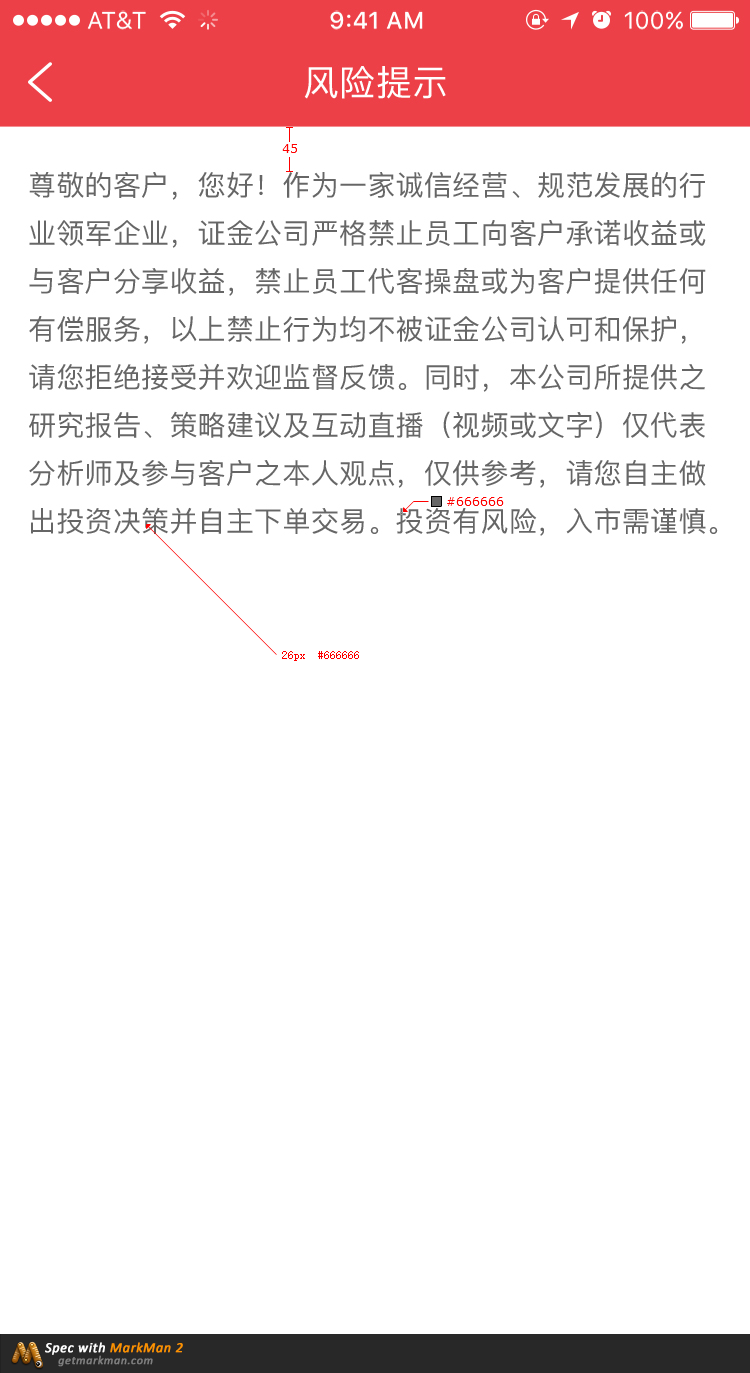 AT&T 9:41 AM 100%
风险提示
45
尊敬的客户，您好！作为一家诚信经营、规范发展的行
业领军企业，证金公司严格禁止员工向客户承诺收益或
与客户分享收益，禁止员工代客操盘或为客户提供任何
有偿服务，以上禁止行为均不被证金公司认可和保护，
请您拒绝接受并欢迎监督反馈。同时，本公司所提供之
研究报告、策略建议及互动直播（视频或文字）仅代表
分析师及参与客户之本人观点，仅供参考，请您自主做
#666666
出投资决策并自主下单交易。投资有风险，入市需谨慎。
26px #666666
Spec with MarkMan 2
getmarkman.com